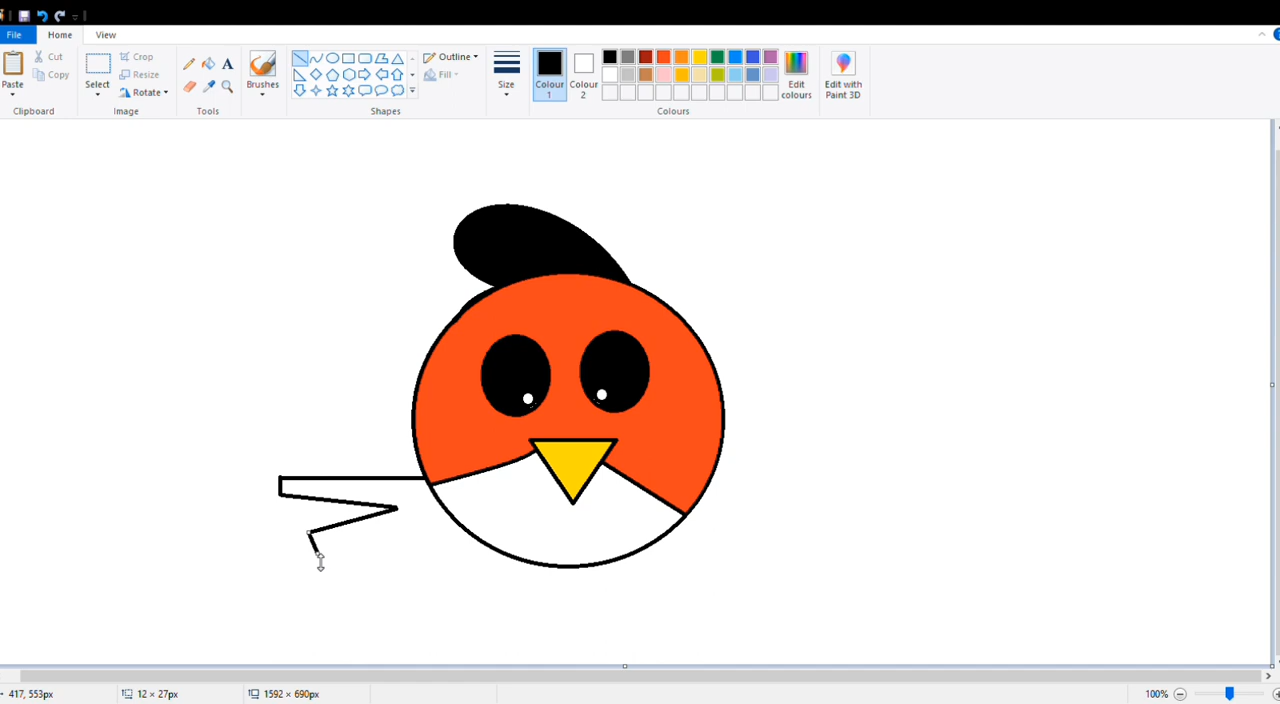 File Home View
Paste Cut Copy Select Crop Resize Rotate A Brushes Outline Fill Size Colour 1 Colour 2 Edit colours Edit with Paint 3D
Clipboard Image Tools Shapes Colours
417, 553px 12 × 27px 1592 × 690px 100%